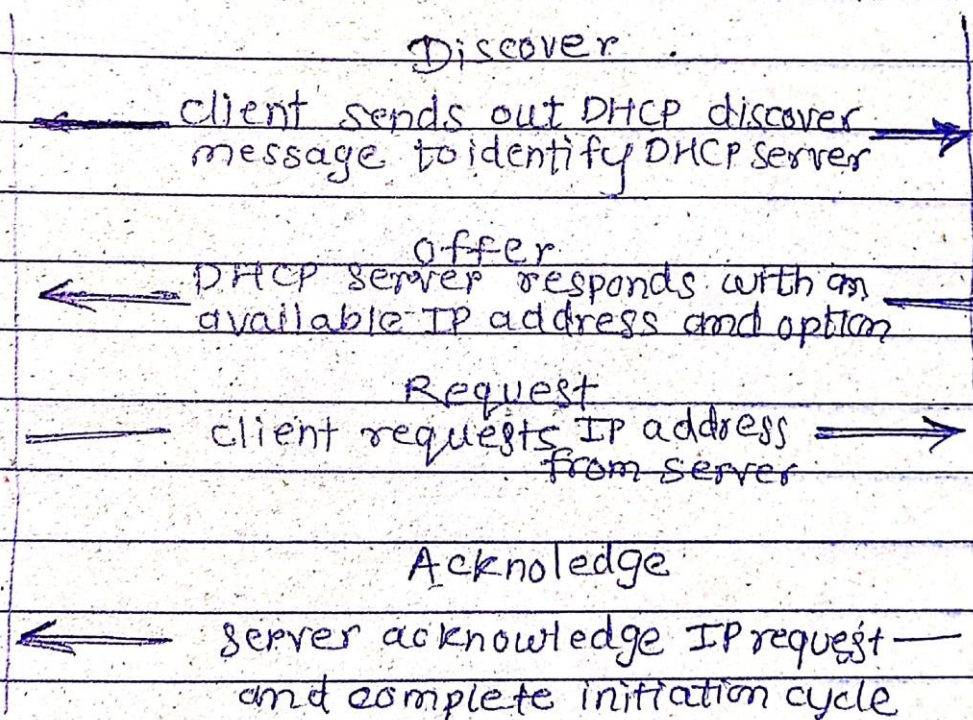 Discover .
client sends out DHCP discover
message to identify DHCP server
offer
DHCP server responds with an
available IP address and option
Request
client requests IP address
from server
Acknoledge
server acknowledge IP request
and complete initiation cycle